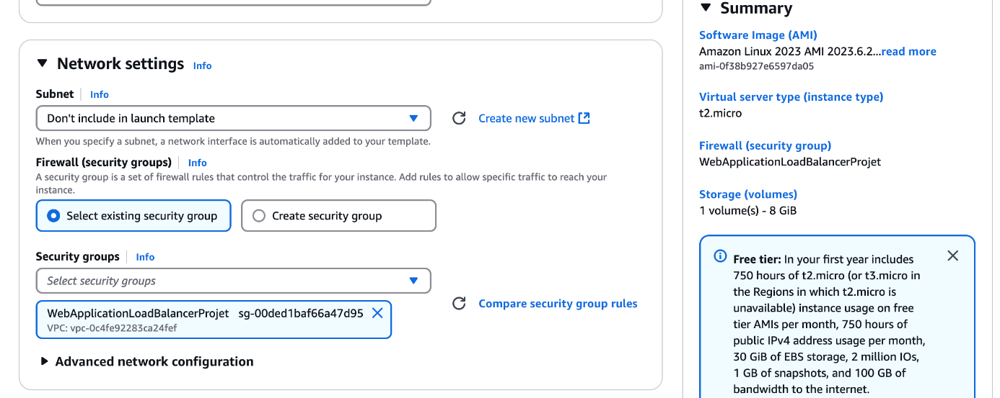 Network settings Info
Subnet Info
Don't include in launch template
Create new subnet
When you specify a subnet, a network interface is automatically added to your template.
Firewall (security groups) Info
A security group is a set of firewall rules that control the traffic for your instance. Add rules to allow specific traffic to reach your
instance.
Select existing security group
Create security group
Security groups Info
Select security groups
WebApplicationLoadBalancerProjet sg-00ded1baf66a47d95
VPC: vpc-0c4fe92283ca24fef
Compare security group rules
Advanced network configuration
Summary
Software Image (AMI)
Amazon Linux 2023 AMI 2023.6.2...read more
ami-0f38b927e6597da05
Virtual server type (instance type)
t2.micro
Firewall (security group)
WebApplicationLoadBalancerProjet
Storage (volumes)
1 volume(s) - 8 GiB
Free tier: In your first year includes
750 hours of t2.micro (or t3.micro in
the Regions in which t2.micro is
unavailable) instance usage on free
tier AMIs per month, 750 hours of
public IPv4 address usage per month,
30 GiB of EBS storage, 2 million IOs,
1 GB of snapshots, and 100 GB of
bandwidth to the internet.